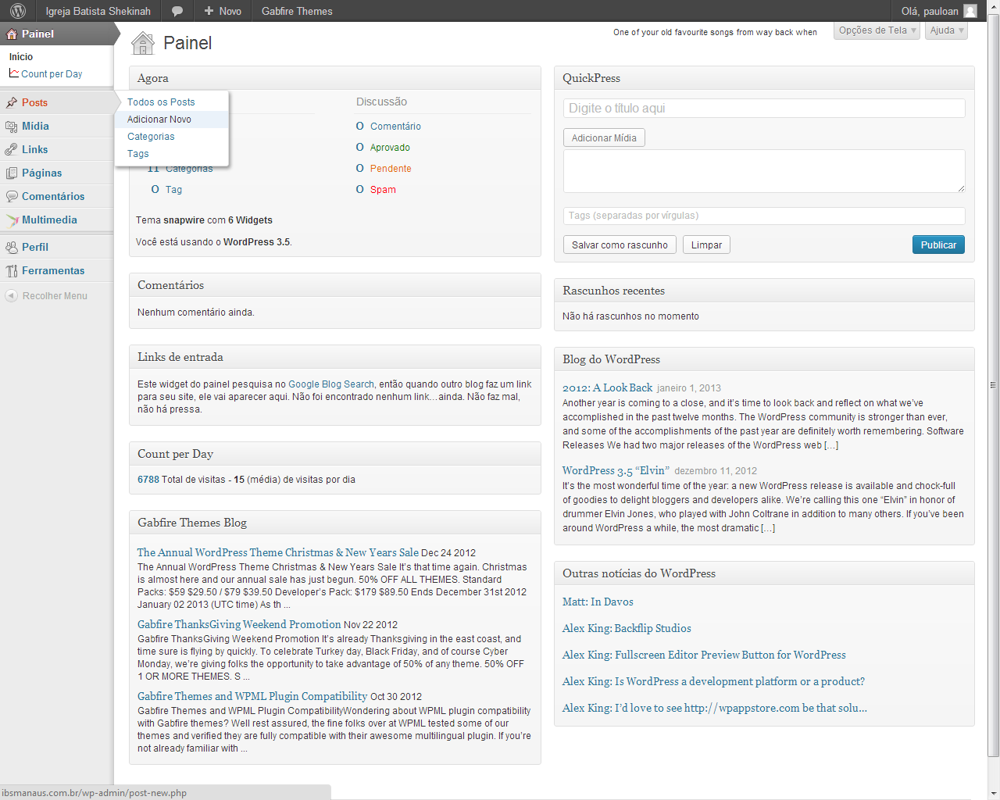 Igreja Batista Shekinah
Novo
Gabfire Themes
Olá, pauloan
Painel
Início
Count per Day
Posts
Mídia
Links
Páginas
Comentários
Multimedia
Perfil
Ferramentas
Recolher Menu
Todos os Posts
Adicionar Novo
Categorias
Tags
Painel
One of your old favourite songs from way back when
Opções de Tela
Ajuda
Agora
Discussão
0 Comentário
0 Aprovado
11 Categorias
0 Pendente
0 Tag
0 Spam
Tema snapwire com 6 Widgets
Você está usando o WordPress 3.5.
Comentários
Nenhum comentário ainda.
Links de entrada
Este widget do painel pesquisa no Google Blog Search, então quando outro blog faz um link
para seu site, ele vai aparecer aqui. Não foi encontrado nenhum link…ainda. Não faz mal,
não há pressa.
Count per Day
6788 Total de visitas - 15 (média) de visitas por dia
Gabfire Themes Blog
The Annual WordPress Theme Christmas & New Years Sale Dec 24 2012
The Annual WordPress Theme Christmas & New Years Sale It's that time again. Christmas
is almost here and our annual sale has just begun. 50% OFF ALL THEMES. Standard
Packs: $59 $29.50 / $79 $39.50 Developer's Pack: $179 $89.50 Ends December 31st 2012
January 02 2013 (UTC time) As th ...
Gabfire ThanksGiving Weekend Promotion Nov 22 2012
Gabfire ThanksGiving Weekend Promotion It's already Thanksgiving in the east coast, and
time sure is flying by quickly. To celebrate Turkey day, Black Friday, and of course Cyber
Monday, we're giving folks the opportunity to take advantage of 50% of any theme. 50% OFF
1 OR MORE THEMES. S ...
Gabfire Themes and WPML Plugin Compatibility Oct 30 2012
Gabfire Themes and WPML Plugin CompatibilityWondering about WPML plugin compatibility
with Gabfire themes? Well rest assured, the fine folks over at WPML tested some of our
themes and verified they are fully compatible with their awesome multilingual plugin. If you're
not already familiar with ...
QuickPress
Digite o título aqui
Adicionar Mídia
Tags (separadas por vírgulas)
Salvar como rascunho
Limpar
Publicar
Rascunhos recentes
Não há rascunhos no momento
Blog do WordPress
2012: A Look Back janeiro 1, 2013
Another year is coming to a close, and it's time to look back and reflect on what we've
accomplished in the past twelve months. The WordPress community is stronger than ever,
and some of the accomplishments of the past year are definitely worth remembering. Software
Releases We had two major releases of the WordPress web […]
WordPress 3.5 “Elvin” dezembro 11, 2012
It's the most wonderful time of the year: a new WordPress release is available and chock-full
of goodies to delight bloggers and developers alike. We're calling this one “Elvin” in honor of
drummer Elvin Jones, who played with John Coltrane in addition to many others. If you've been
around WordPress a while, the most dramatic […]
Outras notícias do WordPress
Matt: In Davos
Alex King: Backflip Studios
Alex King: Fullscreen Editor Preview Button for WordPress
Alex King: Is WordPress a development platform or a product?
Alex King: I'd love to see http://wpappstore.com be that solu...
ibsmanaus.com.br/wp-admin/post-new.php